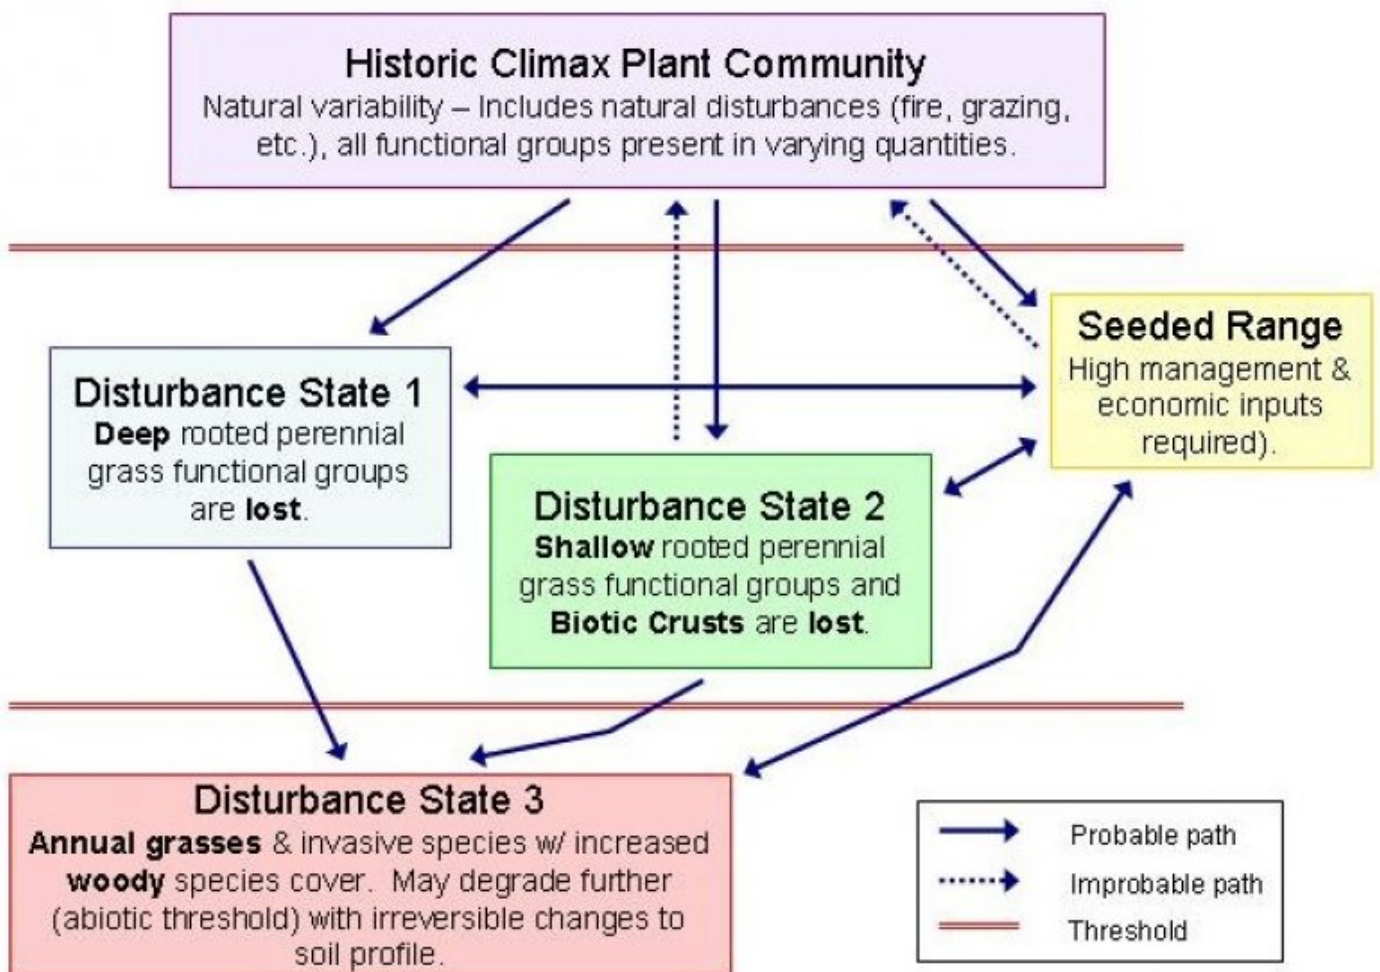 Historic Climax Plant Community
Natural variability – Includes natural disturbances (fire, grazing,
etc.), all functional groups present in varying quantities.
Seeded Range
High management &
economic inputs
required).
Disturbance State 1
Deep rooted perennial
grass functional groups
are lost.
Disturbance State 2
Shallow rooted perennial
grass functional groups and
Biotic Crusts are lost.
Disturbance State 3
Annual grasses & invasive species w/ increased
woody species cover. May degrade further
(abiotic threshold) with irreversible changes to
soil profile.
Probable path
Improbable path
Threshold